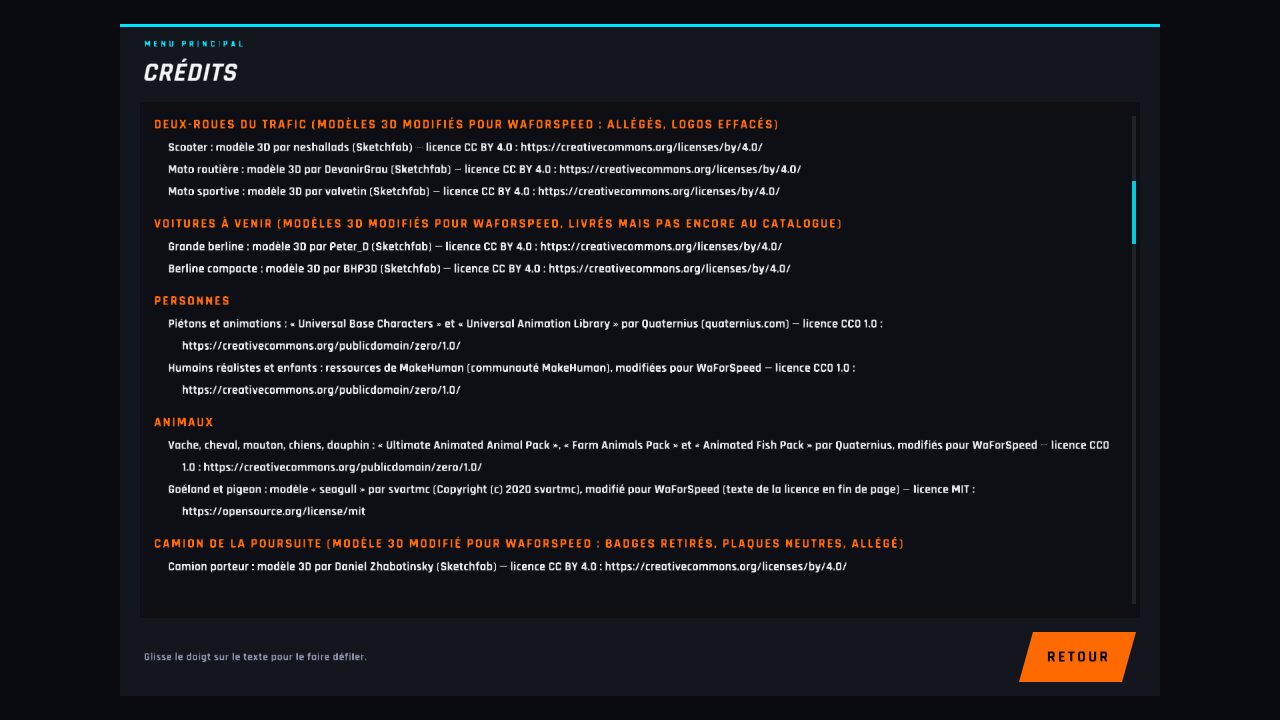 MENU PRINCIPAL
CRÉDITS
DEUX-ROUES DU TRAFIC (MODÈLES 3D MODIFIÉS POUR WAFORSPEED : ALLÉGÉS, LOGOS EFFACÉS)
Scooter : modèle 3D par neshallads (Sketchfab) — licence CC BY 4.0 : https://creativecommons.org/licenses/by/4.0/
Moto routière : modèle 3D par DevanirGrau (Sketchfab) — licence CC BY 4.0 : https://creativecommons.org/licenses/by/4.0/
Moto sportive : modèle 3D par valvetin (Sketchfab) — licence CC BY 4.0 : https://creativecommons.org/licenses/by/4.0/
VOITURES À VENIR (MODÈLES 3D MODIFIÉS POUR WAFORSPEED, LIVRÉS MAIS PAS ENCORE AU CATALOGUE)
Grande berline : modèle 3D par Peter_D (Sketchfab) — licence CC BY 4.0 : https://creativecommons.org/licenses/by/4.0/
Berline compacte : modèle 3D par BHP3D (Sketchfab) — licence CC BY 4.0 : https://creativecommons.org/licenses/by/4.0/
PERSONNES
Piétons et animations : « Universal Base Characters » et « Universal Animation Library » par Quaternius (quaternius.com) — licence CC0 1.0 :
https://creativecommons.org/publicdomain/zero/1.0/
Humains réalistes et enfants : ressources de MakeHuman (communauté MakeHuman), modifiées pour WaForSpeed — licence CC0 1.0 :
https://creativecommons.org/publicdomain/zero/1.0/
ANIMAUX
Vache, cheval, mouton, chiens, dauphin : « Ultimate Animated Animal Pack », « Farm Animals Pack » et « Animated Fish Pack » par Quaternius, modifiés pour WaForSpeed — licence CC0
1.0 : https://creativecommons.org/publicdomain/zero/1.0/
Goéland et pigeon : modèle « seagull » par svartmc (Copyright (c) 2020 svartmc), modifié pour WaForSpeed (texte de la licence en fin de page) — licence MIT :
https://opensource.org/license/mit
CAMION DE LA POURSUITE (MODÈLE 3D MODIFIÉ POUR WAFORSPEED : BADGES RETIRÉS, PLAQUES NEUTRES, ALLÉGÉ)
Camion porteur : modèle 3D par Daniel Zhabotinsky (Sketchfab) — licence CC BY 4.0 : https://creativecommons.org/licenses/by/4.0/
Glisse le doigt sur le texte pour le faire défiler.
RETOUR